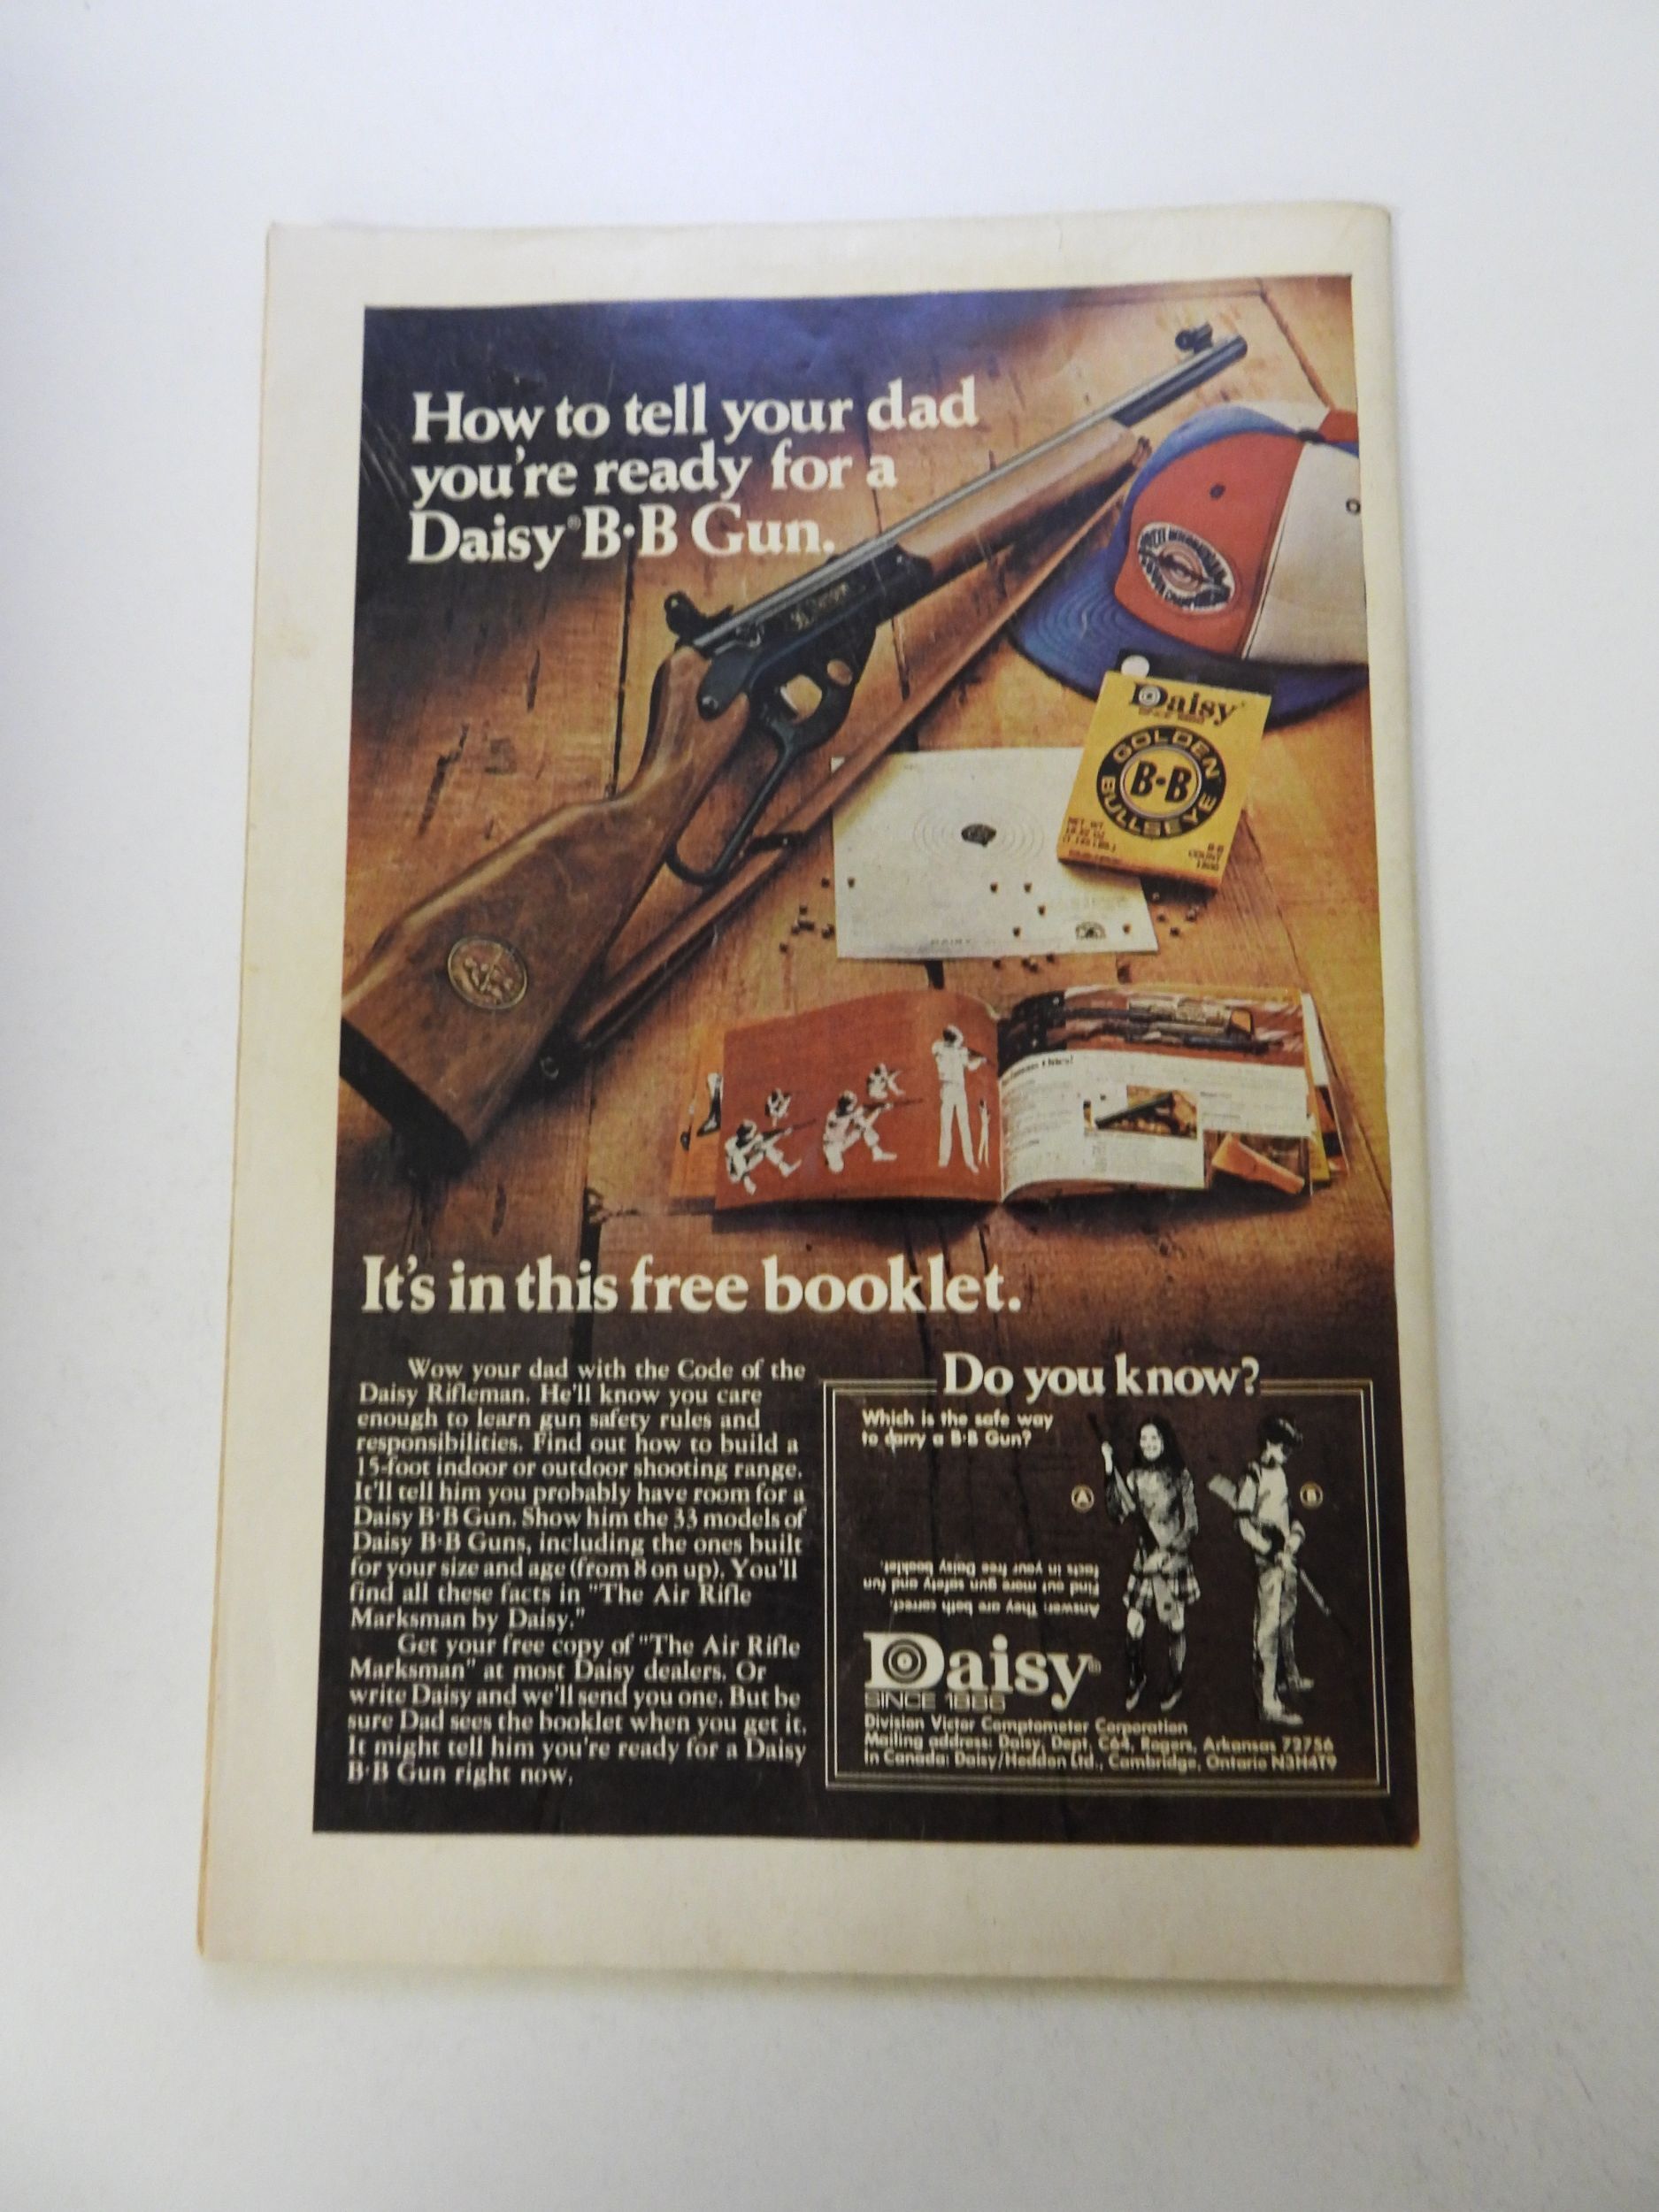 How to tell your dad
you're ready for a
Daisy® B·B Gun.
Daisy
GOLDEN
B·B
BULLSEYE
NET WT
COUNT
It's in this free booklet.
Wow your dad with the Code of the
Daisy Rifleman. He'll know you care
enough to learn gun safety rules and
responsibilities. Find out how to build a
15-foot indoor or outdoor shooting range.
It'll tell him you probably have room for a
Daisy B·B Gun. Show him the 33 models of
Daisy B·B Guns, including the ones built
for your size and age (from 8 on up). You'll
find all these facts in "The Air Rifle
Marksman by Daisy."
Get your free copy of "The Air Rifle
Marksman" at most Daisy dealers. Or
write Daisy and we'll send you one. But be
sure Dad sees the booklet when you get it.
It might tell him you're ready for a Daisy
B·B Gun right now.
Do you know?
Which is the safe way
to carry a B·B Gun?
A
B
Answer: They are both correct.
Find out more gun safety and fun
facts in your free Daisy booklet.
Daisy®
SINCE 1886
Division Victor Comptometer Corporation
Mailing address: Daisy, Dept. C64, Rogers, Arkansas 72756
In Canada: Daisy/Heddon Ltd., Cambridge, Ontario N3H4T9